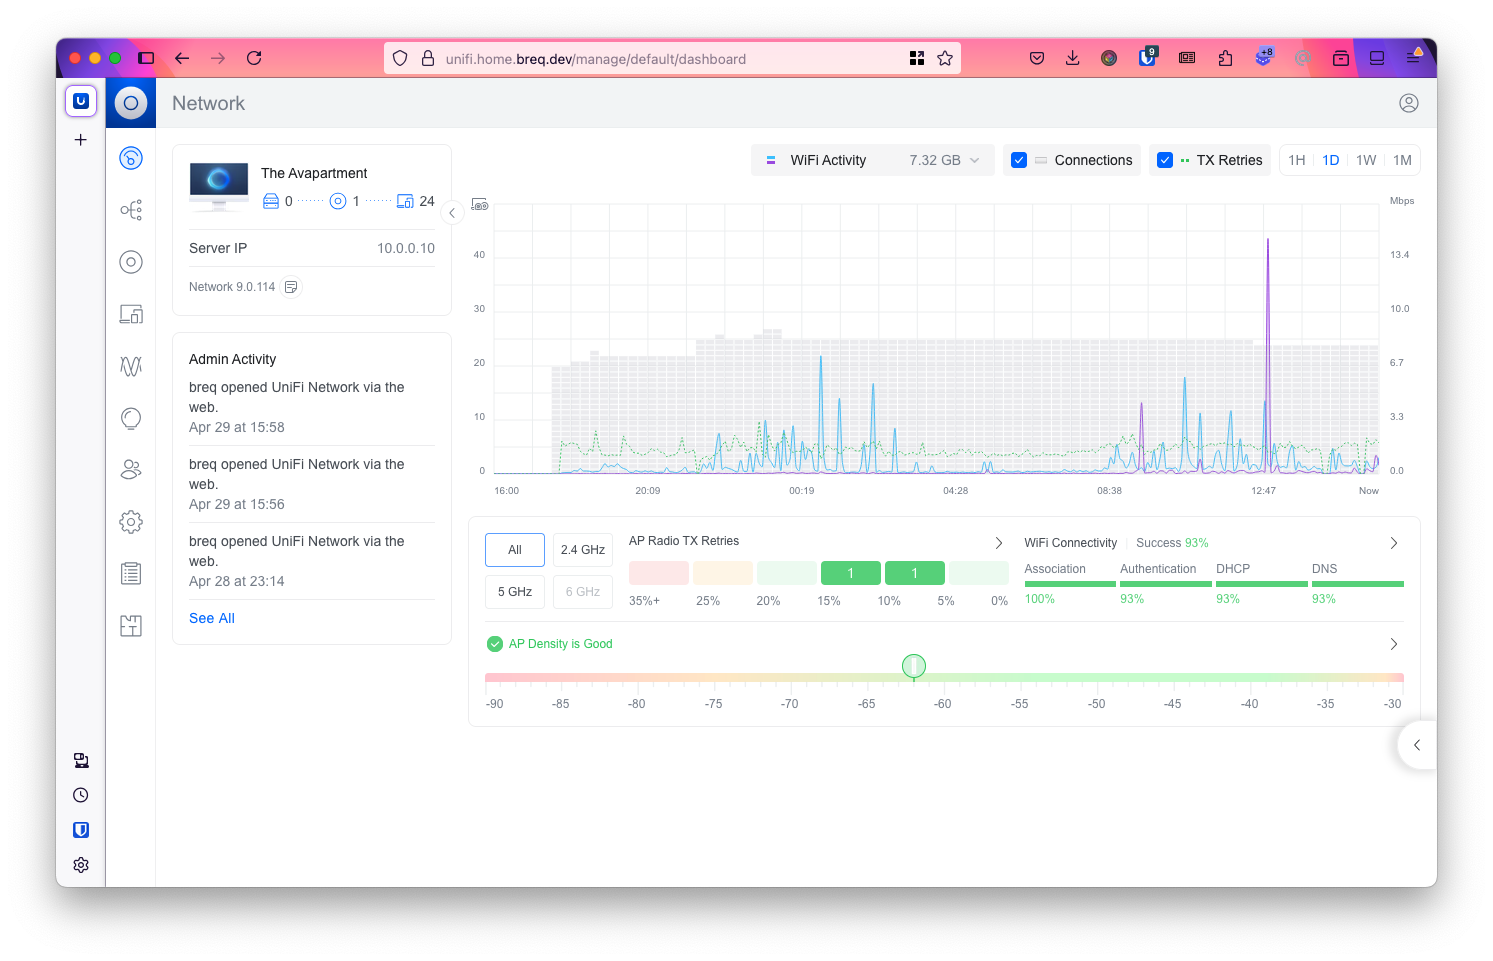 unifi.home.breq.dev/manage/default/dashboard
9
+8
Network
The Avapartment
0 1 24
Server IP 10.0.0.10
Network 9.0.114
Admin Activity
breq opened UniFi Network via the
web.
Apr 29 at 15:58
breq opened UniFi Network via the
web.
Apr 29 at 15:56
breq opened UniFi Network via the
web.
Apr 28 at 23:14
See All
WiFi Activity 7.32 GB Connections TX Retries 1H 1D 1W 1M
Mbps
40 13.4
30 10.0
20 6.7
10 3.3
0 0.0
16:00 20:09 00:19 04:28 08:38 12:47 Now
All 2.4 GHz
5 GHz 6 GHz
AP Radio TX Retries
1 1
35%+ 25% 20% 15% 10% 5% 0%
WiFi Connectivity Success 93%
Association Authentication DHCP DNS
100% 93% 93% 93%
AP Density is Good
-90 -85 -80 -75 -70 -65 -60 -55 -50 -45 -40 -35 -30